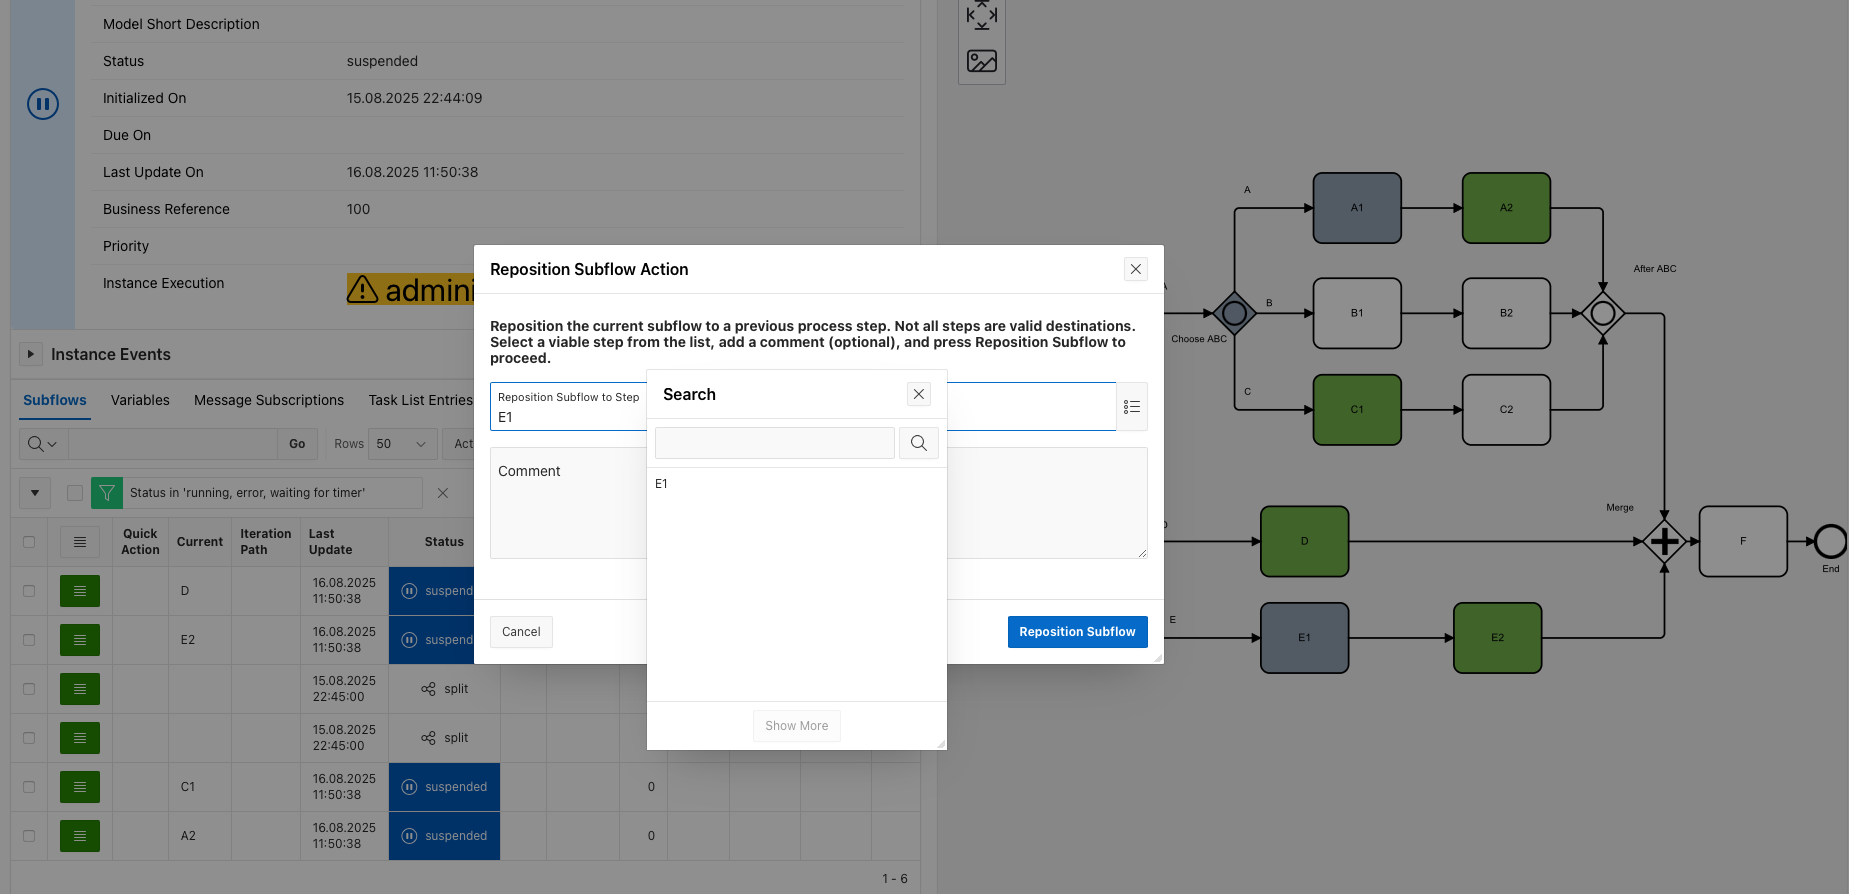 Model Short Description
Status suspended
Initialized On 15.08.2025 22:44:09
Due On
Last Update On 16.08.2025 11:50:38
Business Reference 100
Priority
Instance Execution admini
Instance Events
Subflows Variables Message Subscriptions Task List Entries
Go Rows 50 Act
Status in 'running, error, waiting for timer'
Quick Action Current Iteration Path Last Update Status
D 16.08.2025 11:50:38 suspend
E2 16.08.2025 11:50:38 suspend
15.08.2025 22:45:00 split
15.08.2025 22:45:00 split
C1 16.08.2025 11:50:38 suspended 0
A2 16.08.2025 11:50:38 suspended 0
1 - 6
Reposition Subflow Action
Reposition the current subflow to a previous process step. Not all steps are valid destinations.
Select a viable step from the list, add a comment (optional), and press Reposition Subflow to
proceed.
Reposition Subflow to Step
E1
Comment
Cancel
Reposition Subflow
Search
E1
Show More
A
A1
A2
After ABC
B
B1
B2
Choose ABC
C
C1
C2
Merge
D
F
End
E
E1
E2